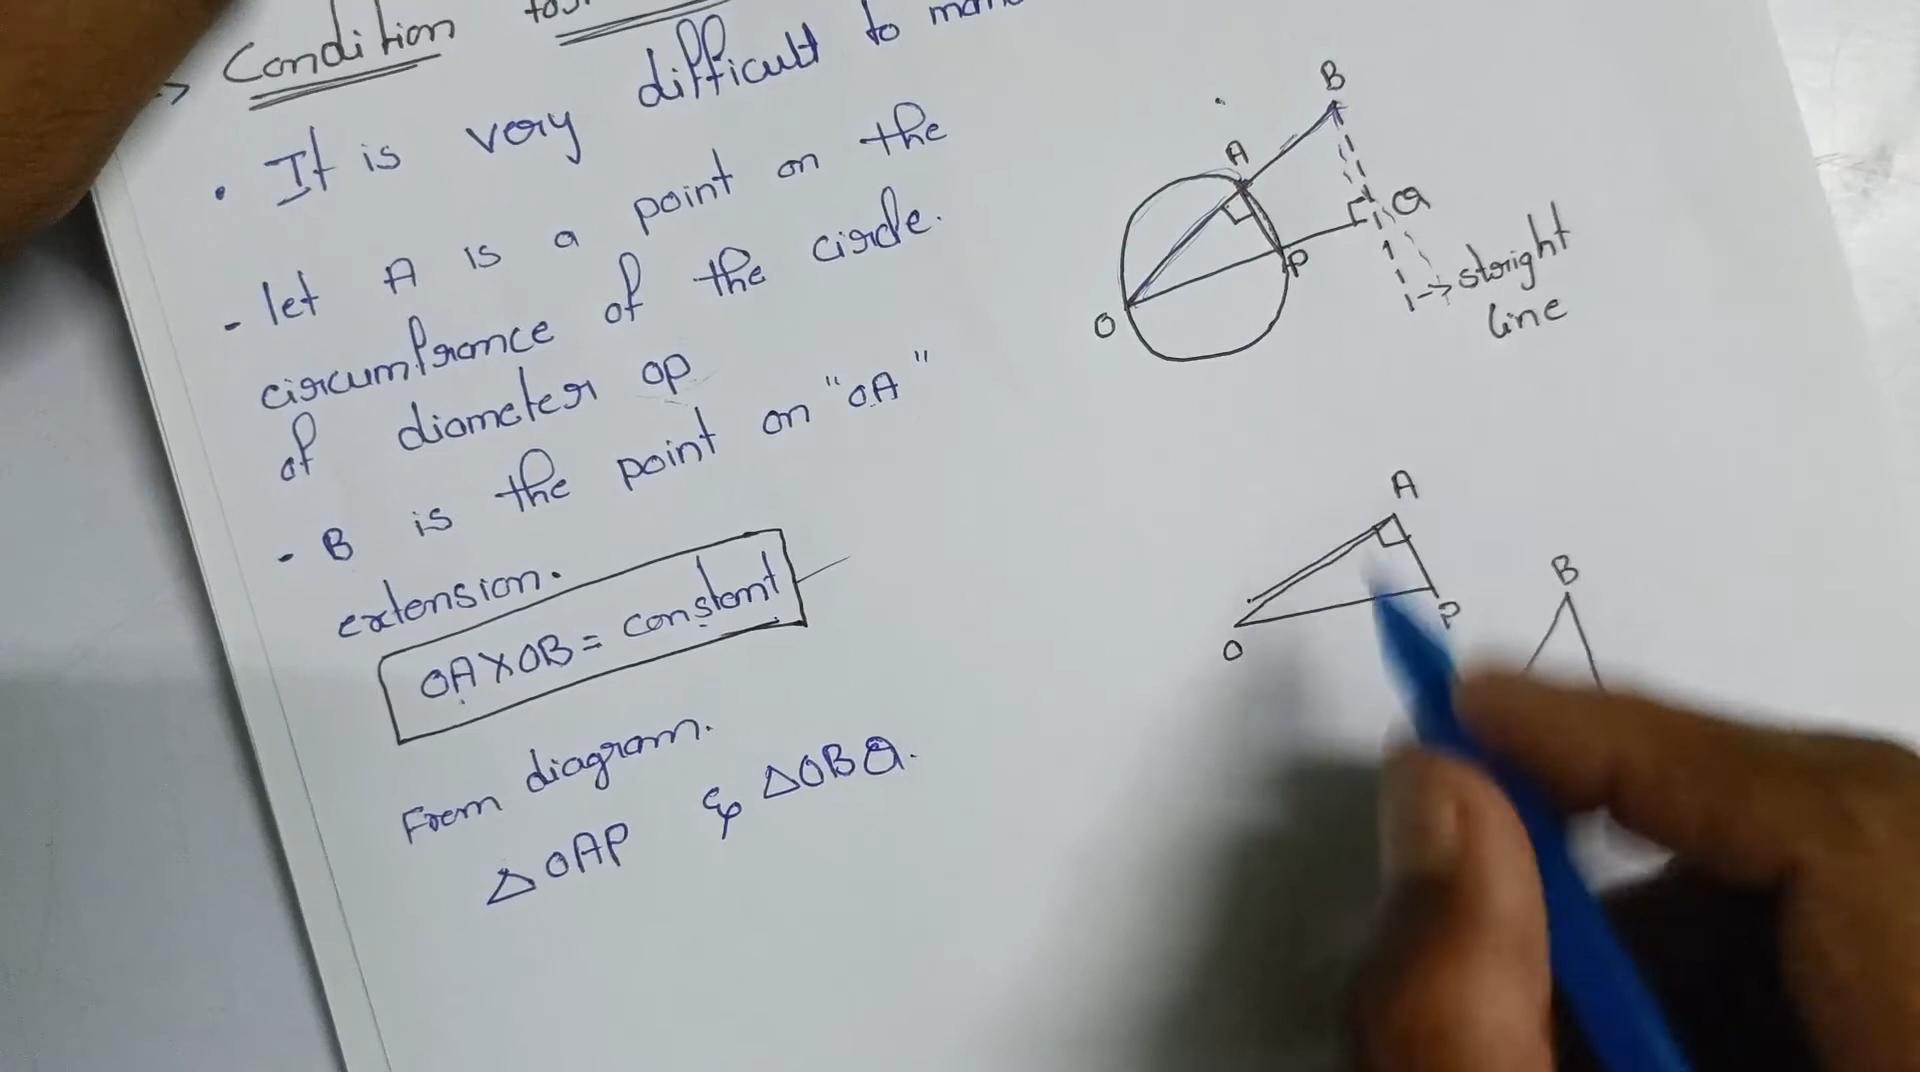 -> Condition
• It is very difficult to
- let A is a point on the
circumfrance of the circle.
of diameter OP
- B is the point on "OA"
extension.
OA X OB = constant
From diagram.
△OAP & △OBQ.
B
A
Q
P
O
-> straight
line
A
O
P
B